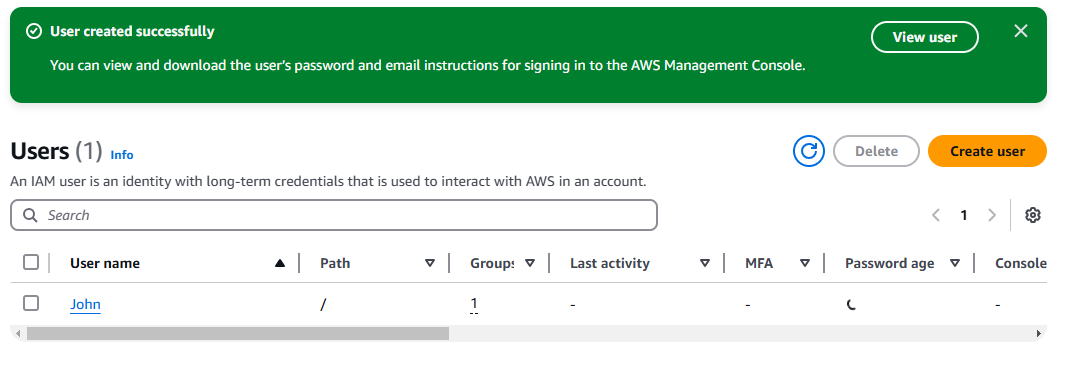 User created successfully
View user
You can view and download the user's password and email instructions for signing in to the AWS Management Console.
Users (1) Info
Delete
Create user
An IAM user is an identity with long-term credentials that is used to interact with AWS in an account.
Search
1
User name Path Groups Last activity MFA Password age Console
John / 1 - - -